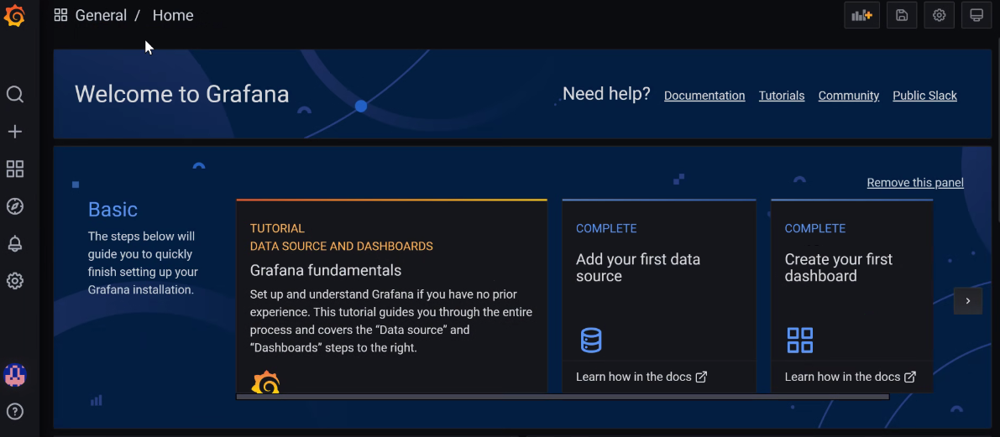 General / Home
Welcome to Grafana
Need help? Documentation Tutorials Community Public Slack
Remove this panel
Basic
The steps below will
guide you to quickly
finish setting up your
Grafana installation.
TUTORIAL
DATA SOURCE AND DASHBOARDS
Grafana fundamentals
Set up and understand Grafana if you have no prior
experience. This tutorial guides you through the entire
process and covers the “Data source” and
“Dashboards” steps to the right.
COMPLETE
Add your first data
source
Learn how in the docs
COMPLETE
Create your first
dashboard
Learn how in the docs